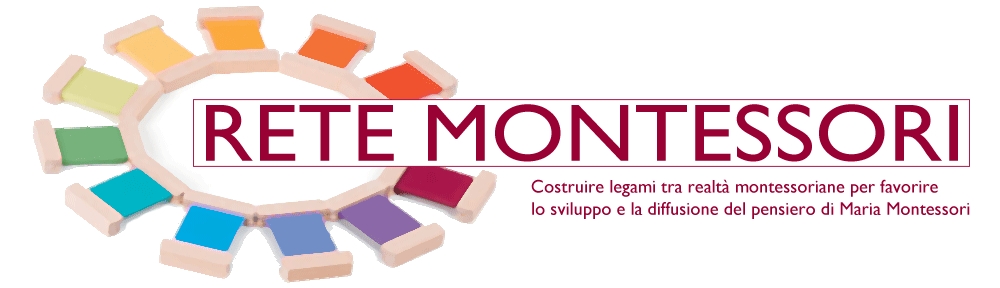 RETE MONTESSORI
Costruire legami tra realtà montessoriane per favorire
lo sviluppo e la diffusione del pensiero di Maria Montessori